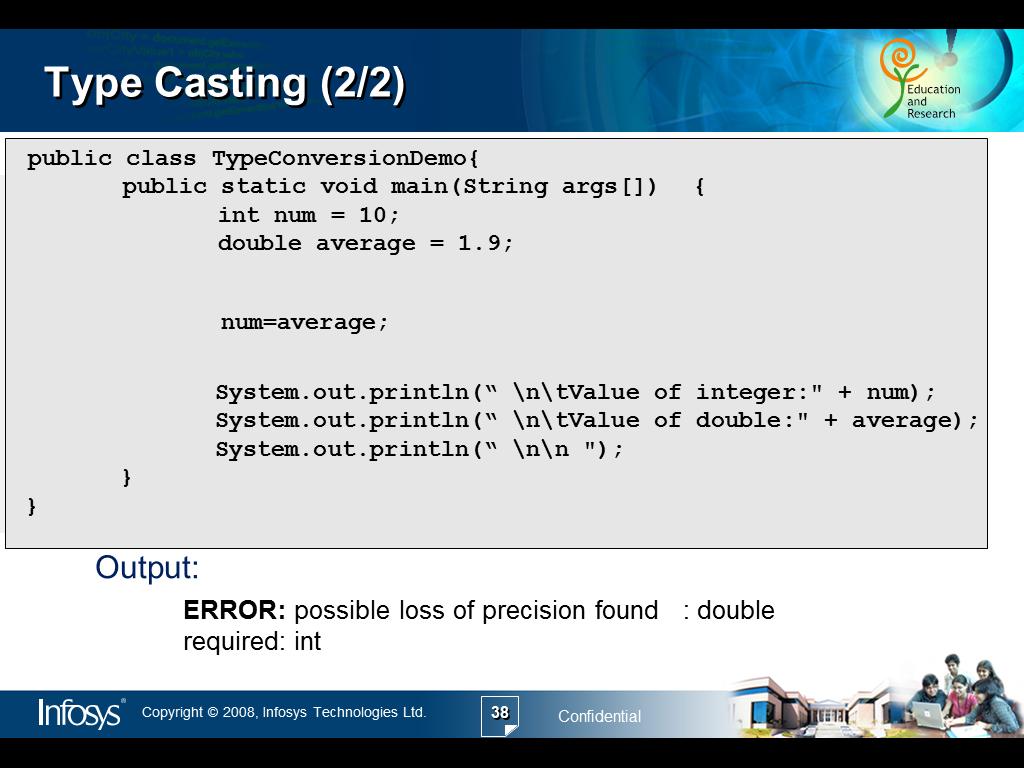 Type Casting (2/2)
Education
and
Research
public class TypeConversionDemo{
public static void main(String args[]) {
int num = 10;
double average = 1.9;
num=average;
System.out.println(“ \n\tValue of integer:" + num);
System.out.println(“ \n\tValue of double:" + average);
System.out.println(“ \n\n ");
}
}
Output:
ERROR: possible loss of precision found : double
required: int
Infosys® Copyright © 2008, Infosys Technologies Ltd. 38 Confidential